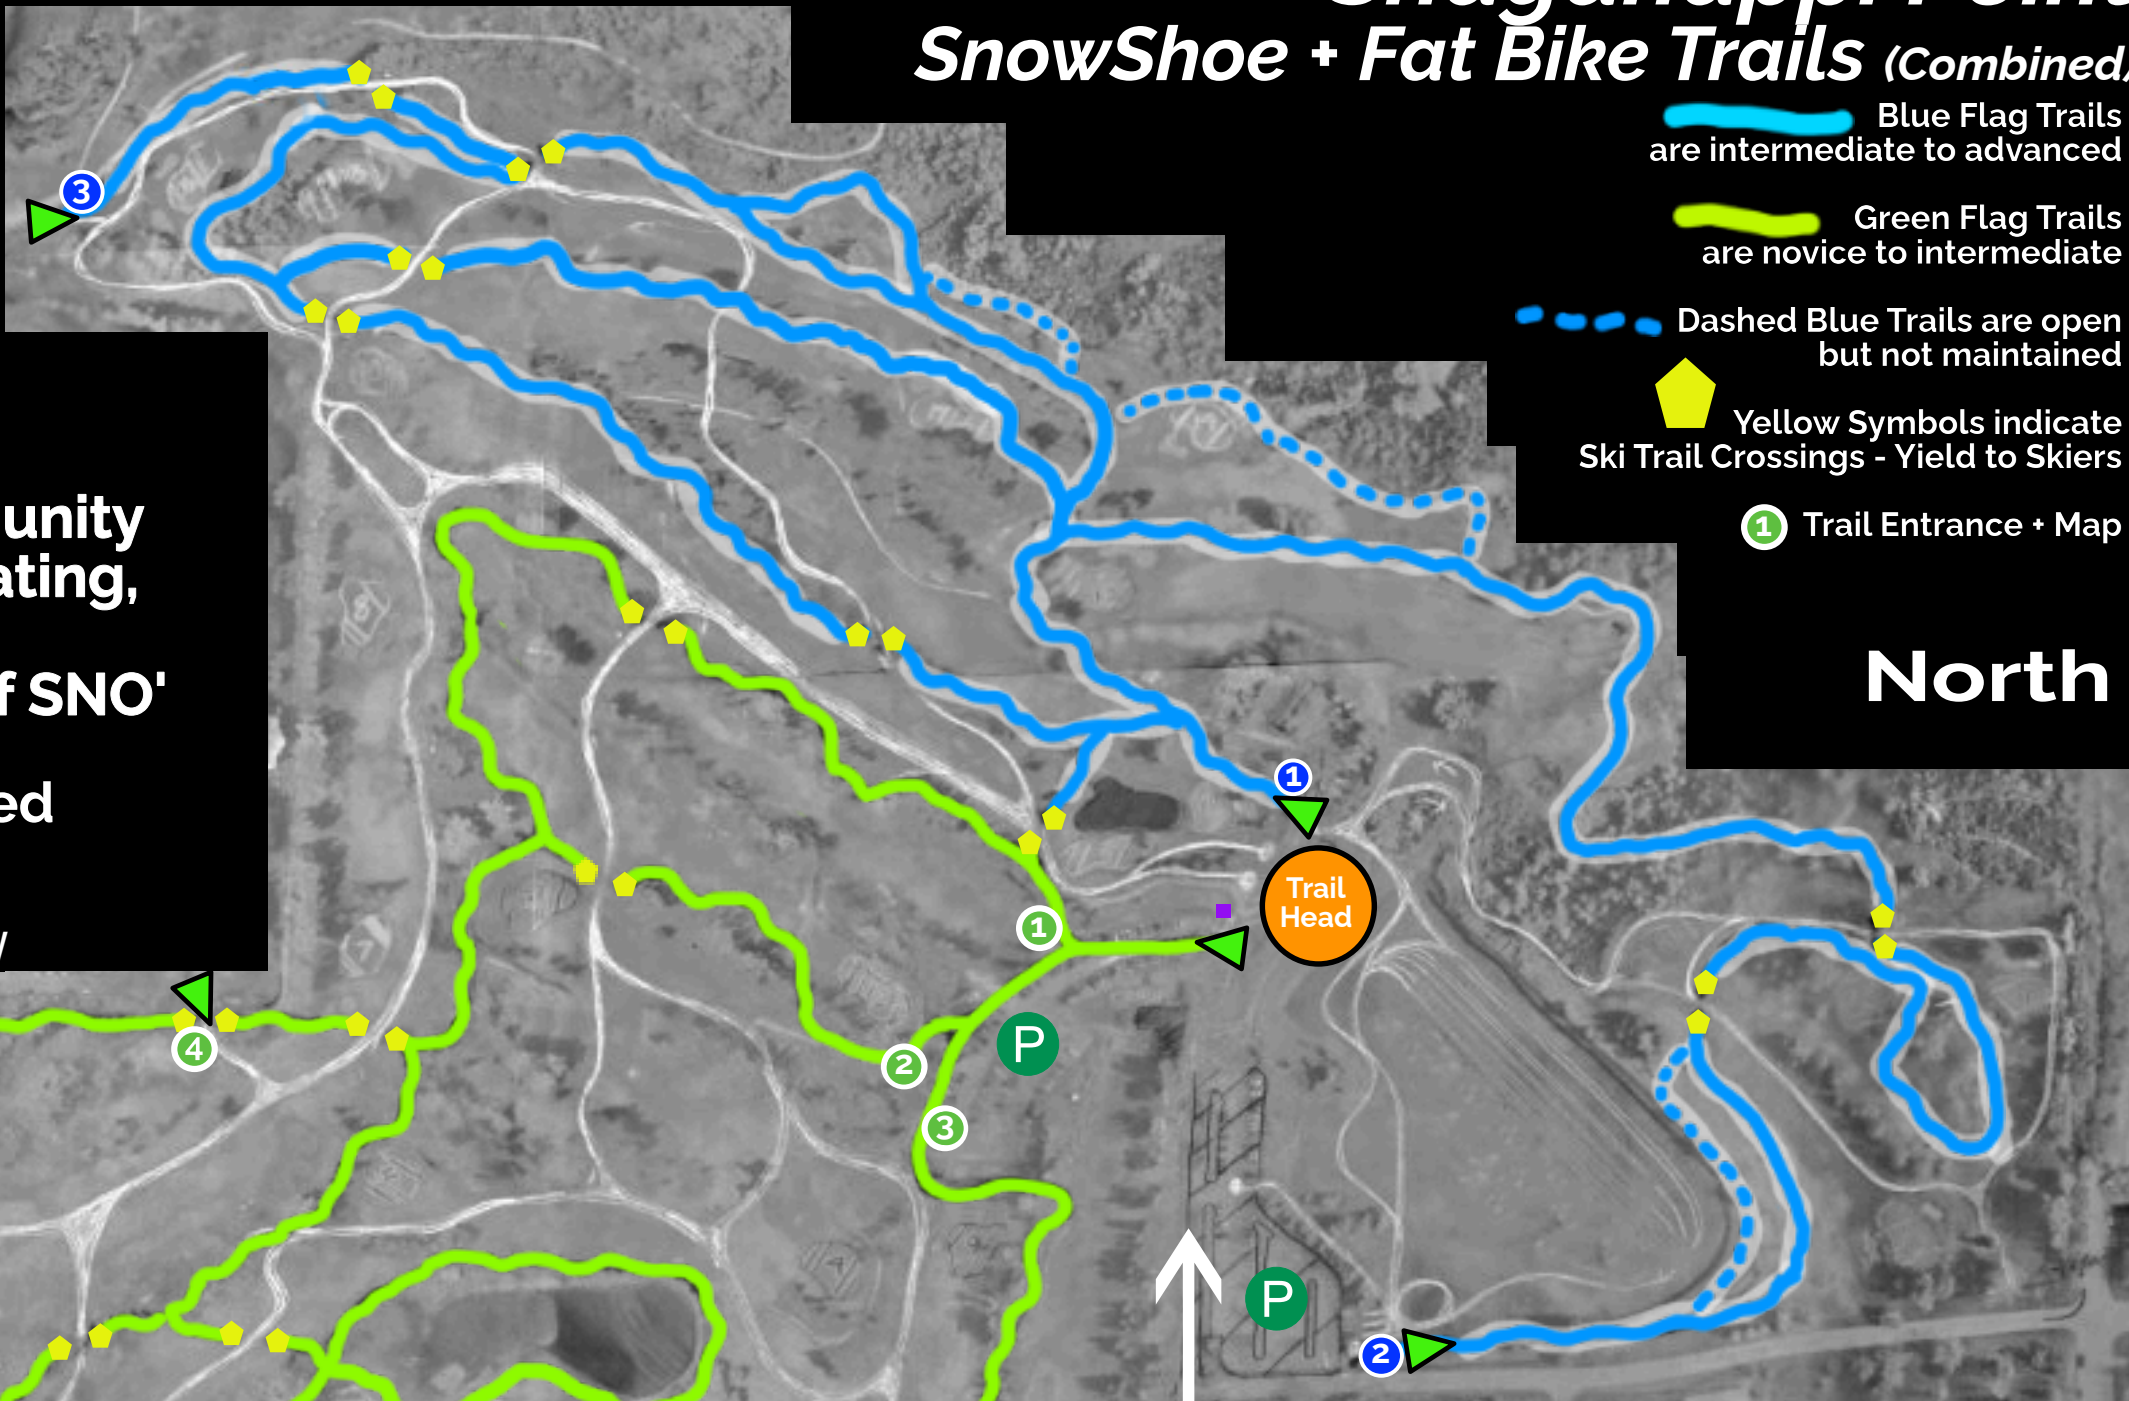 SnowShoe + Fat Bike Trails (Combined)
Blue Flag Trails
are intermediate to advanced
Green Flag Trails
are novice to intermediate
Dashed Blue Trails are open
but not maintained
Yellow Symbols indicate
Ski Trail Crossings - Yield to Skiers
1 Trail Entrance + Map
North
unity
ating,
f SNO'
ed
3
1
Trail
Head
1
2
3
4
P
P
2